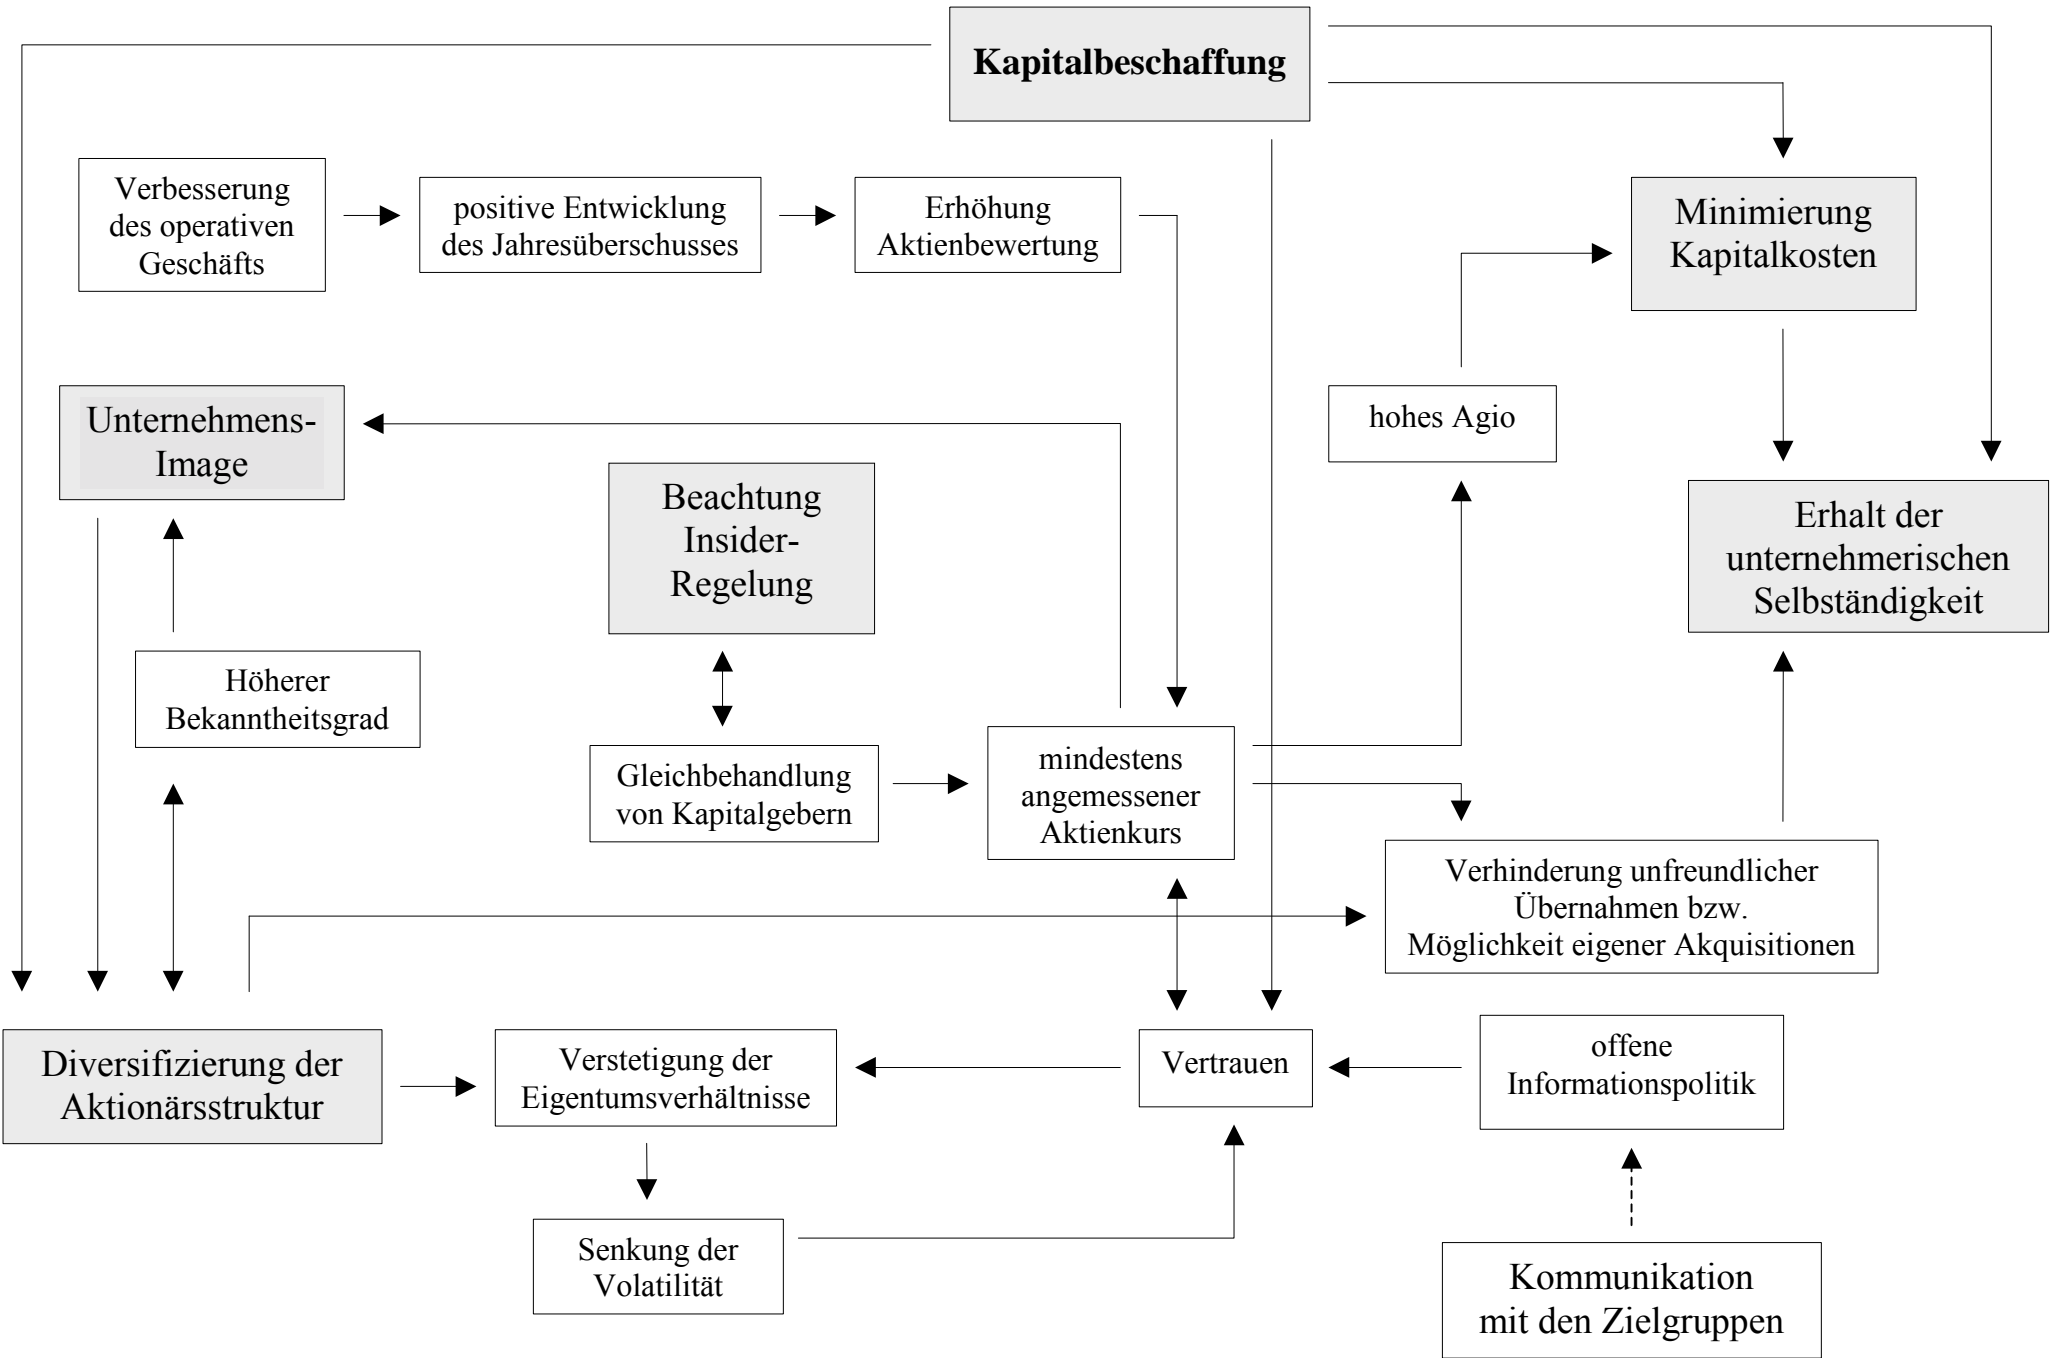 Kapitalbeschaffung
Verbesserung
des operativen
Geschäfts
positive Entwicklung
des Jahresüberschusses
Erhöhung
Aktienbewertung
Minimierung
Kapitalkosten
Unternehmens-
Image
hohes Agio
Beachtung
Insider-
Regelung
Erhalt der
unternehmerischen
Selbständigkeit
Höherer
Bekanntheitsgrad
Gleichbehandlung
von Kapitalgebern
mindestens
angemessener
Aktienkurs
Verhinderung unfreundlicher
Übernahmen bzw.
Möglichkeit eigener Akquisitionen
Diversifizierung der
Aktionärsstruktur
Verstetigung der
Eigentumsverhältnisse
Vertrauen
offene
Informationspolitik
Senkung der
Volatilität
Kommunikation
mit den Zielgruppen